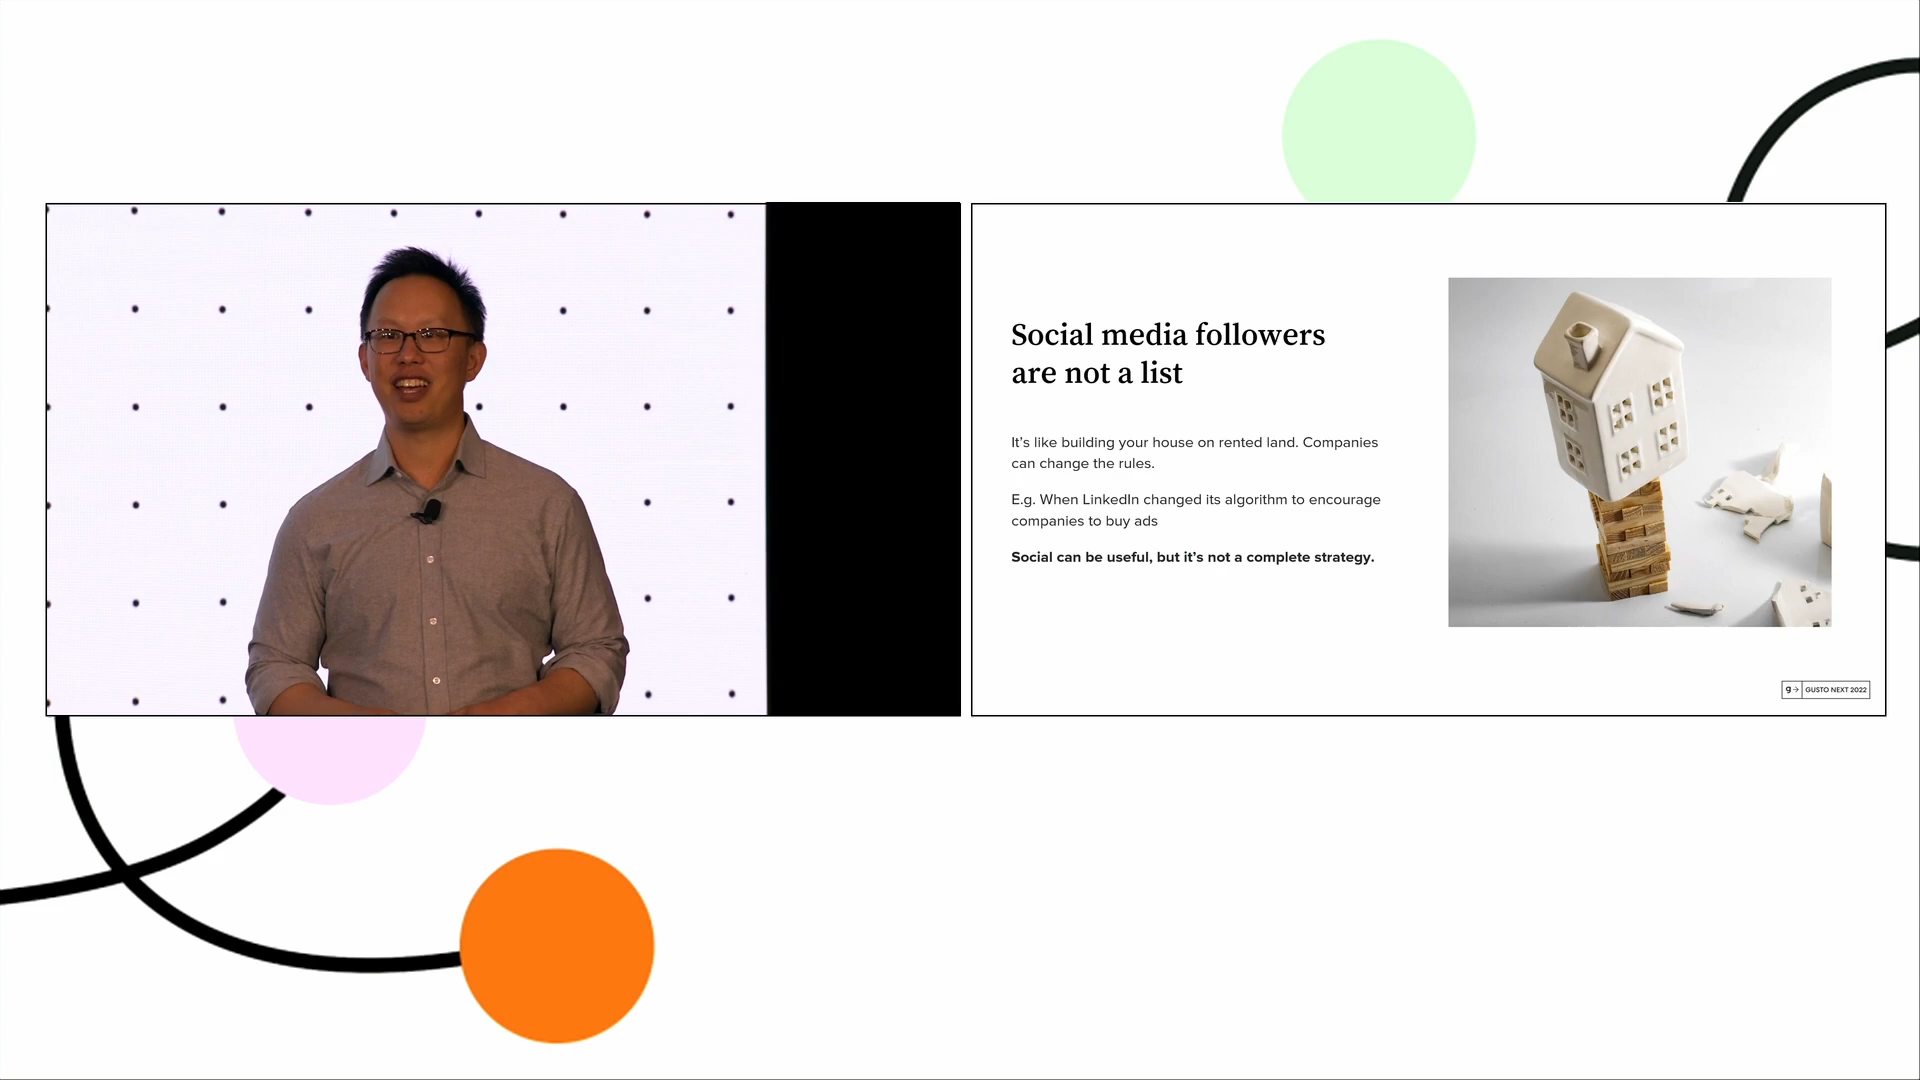 Social media followers
are not a list
It’s like building your house on rented land. Companies
can change the rules.
E.g. When LinkedIn changed its algorithm to encourage
companies to buy ads
Social can be useful, but it’s not a complete strategy.
g→ GUSTO NEXT 2022